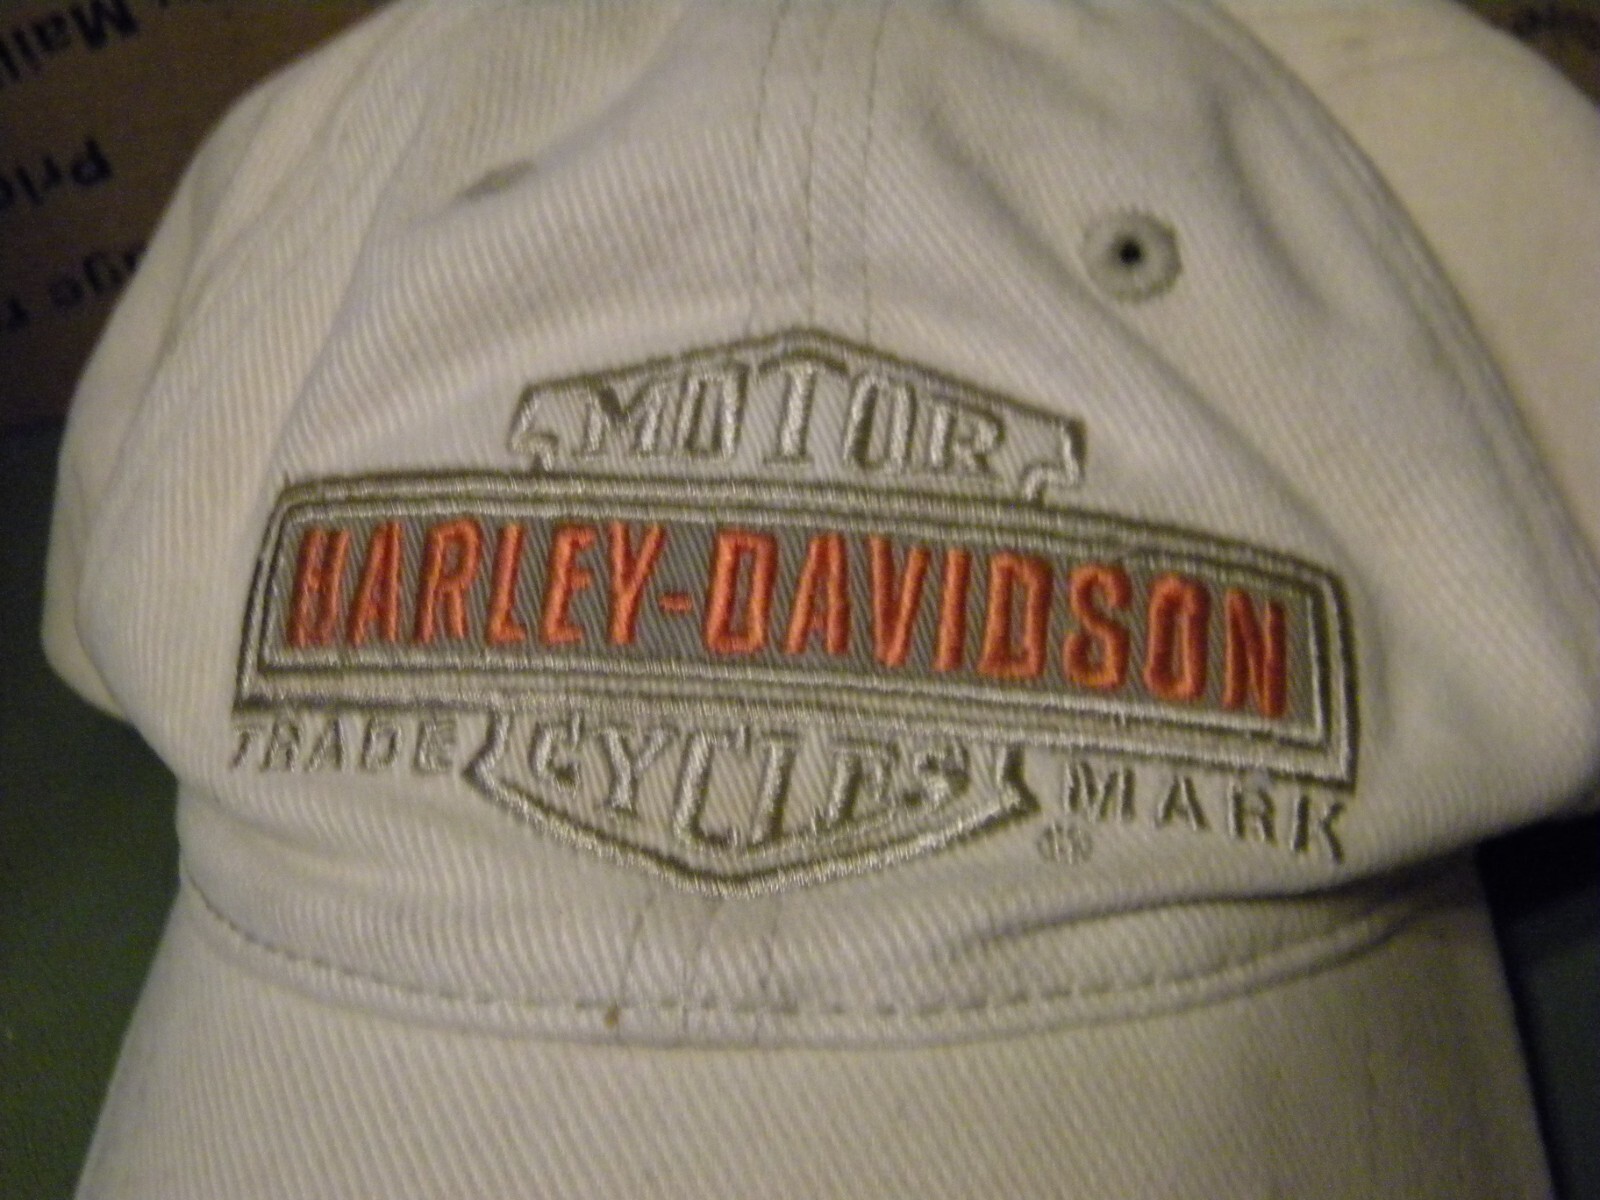 MOTOR
HARLEY-DAVIDSON
TRADE CYCLES MARK
®